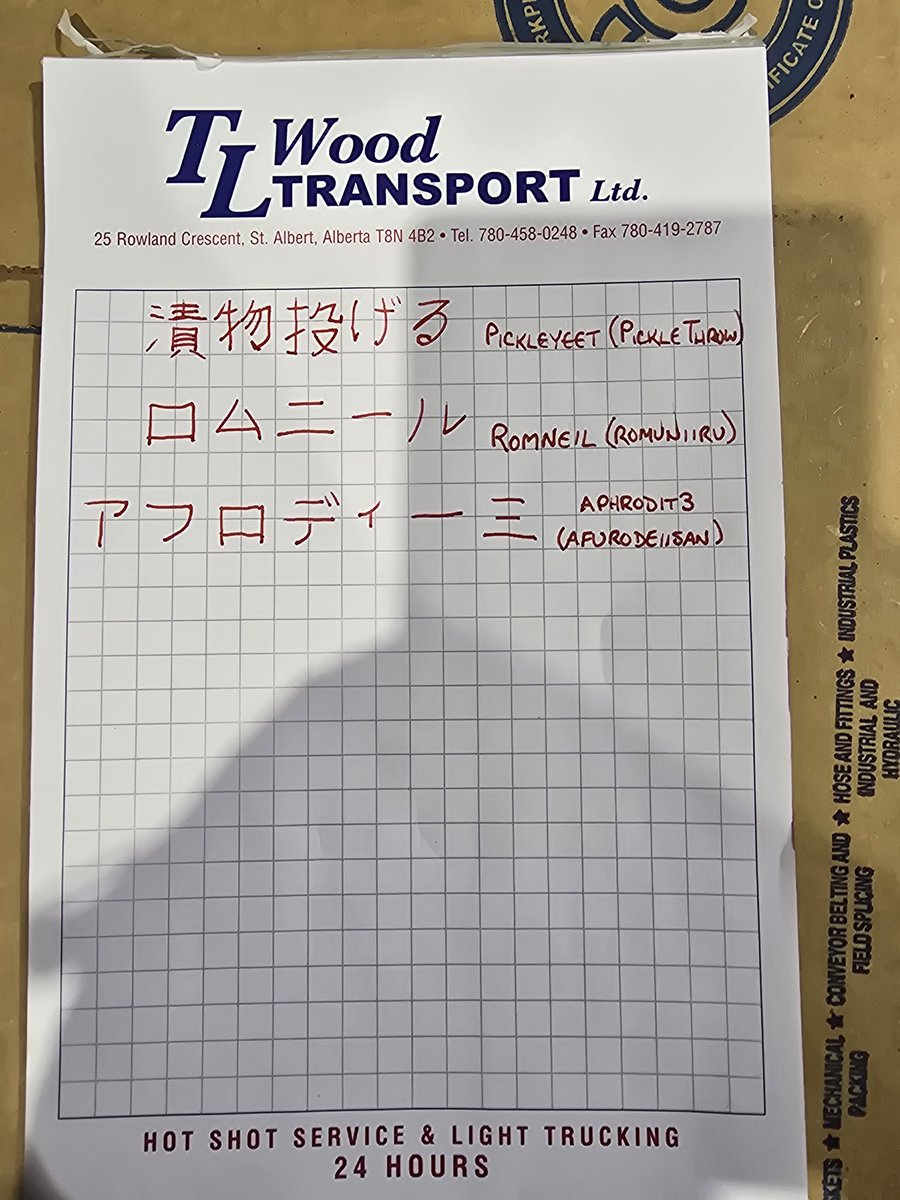 TL Wood TRANSPORT Ltd.
25 Rowland Crescent, St. Albert, Alberta T8N 4B2 • Tel. 780-458-0248 • Fax 780-419-2787
漬物投げる PICKLEYEET (PICKLE THROW)
ロムニール ROMNEIL (ROMUNIIRU)
アフロディー三 APHRODIT3
(AFURODEIISAN)
HOT SHOT SERVICE & LIGHT TRUCKING
24 HOURS
IFICATE O
★ MECHANICAL ★ CONVEYOR BELTING AND ★ HOSE AND FITTINGS ★ INDUSTRIAL PLASTICS
PACKING FIELD SPLICING INDUSTRIAL AND
HYDRAULIC